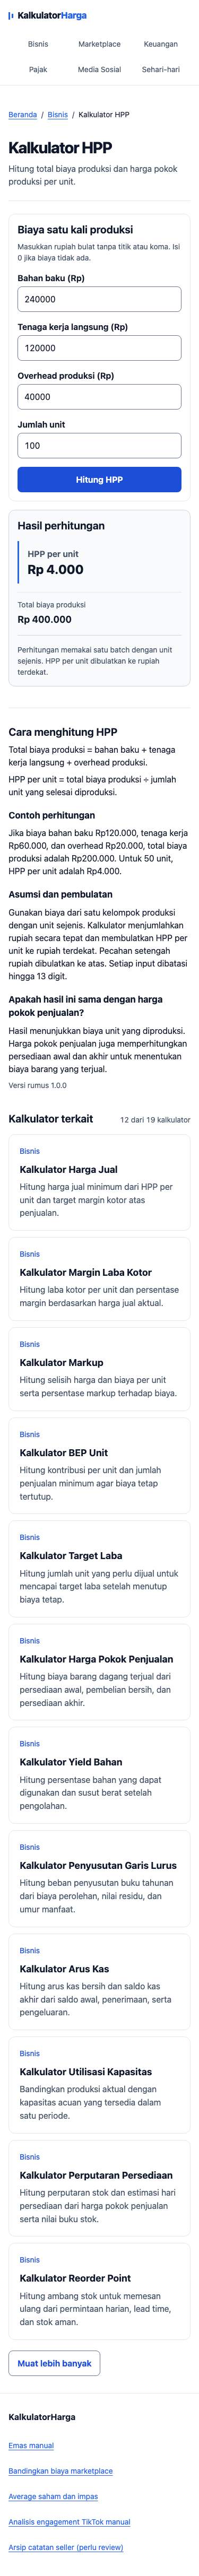 KalkulatorHarga
Bisnis Marketplace Keuangan
Pajak Media Sosial Sehari-hari
Beranda / Bisnis / Kalkulator HPP
Kalkulator HPP
Hitung total biaya produksi dan harga pokok
produksi per unit.
Biaya satu kali produksi
Masukkan rupiah bulat tanpa titik atau koma. Isi
0 jika biaya tidak ada.
Bahan baku (Rp)
240000
Tenaga kerja langsung (Rp)
120000
Overhead produksi (Rp)
40000
Jumlah unit
100
Hitung HPP
Hasil perhitungan
HPP per unit
Rp 4.000
Total biaya produksi
Rp 400.000
Perhitungan memakai satu batch dengan unit
sejenis. HPP per unit dibulatkan ke rupiah
terdekat.
Cara menghitung HPP
Total biaya produksi = bahan baku + tenaga
kerja langsung + overhead produksi.
HPP per unit = total biaya produksi ÷ jumlah
unit yang selesai diproduksi.
Contoh perhitungan
Jika biaya bahan baku Rp120.000, tenaga kerja
Rp60.000, dan overhead Rp20.000, total biaya
produksi adalah Rp200.000. Untuk 50 unit,
HPP per unit adalah Rp4.000.
Asumsi dan pembulatan
Gunakan biaya dari satu kelompok produksi
dengan unit sejenis. Kalkulator menjumlahkan
rupiah secara tepat dan membulatkan HPP per
unit ke rupiah terdekat. Pecahan setengah
rupiah dibulatkan ke atas. Setiap input dibatasi
hingga 13 digit.
Apakah hasil ini sama dengan harga
pokok penjualan?
Hasil menunjukkan biaya unit yang diproduksi.
Harga pokok penjualan juga memperhitungkan
persediaan awal dan akhir untuk menentukan
biaya barang yang terjual.
Versi rumus 1.0.0
Kalkulator terkait 12 dari 19 kalkulator
Bisnis
Kalkulator Harga Jual
Hitung harga jual minimum dari HPP per
unit dan target margin kotor atas
penjualan.
Bisnis
Kalkulator Margin Laba Kotor
Hitung laba kotor per unit dan persentase
margin berdasarkan harga jual aktual.
Bisnis
Kalkulator Markup
Hitung selisih harga dan biaya per unit
serta persentase markup terhadap biaya.
Bisnis
Kalkulator BEP Unit
Hitung kontribusi per unit dan jumlah
penjualan minimum agar biaya tetap
tertutup.
Bisnis
Kalkulator Target Laba
Hitung jumlah unit yang perlu dijual untuk
mencapai target laba setelah menutup
biaya tetap.
Bisnis
Kalkulator Harga Pokok Penjualan
Hitung biaya barang dagang terjual dari
persediaan awal, pembelian bersih, dan
persediaan akhir.
Bisnis
Kalkulator Yield Bahan
Hitung persentase bahan yang dapat
digunakan dan susut berat setelah
pengolahan.
Bisnis
Kalkulator Penyusutan Garis Lurus
Hitung beban penyusutan buku tahunan
dari biaya perolehan, nilai residu, dan
umur manfaat.
Bisnis
Kalkulator Arus Kas
Hitung arus kas bersih dan saldo kas
akhir dari saldo awal, penerimaan, serta
pengeluaran.
Bisnis
Kalkulator Utilisasi Kapasitas
Bandingkan produksi aktual dengan
kapasitas acuan yang tersedia dalam
satu periode.
Bisnis
Kalkulator Perputaran Persediaan
Hitung perputaran stok dan estimasi hari
persediaan dari harga pokok penjualan
serta nilai buku stok.
Bisnis
Kalkulator Reorder Point
Hitung ambang stok untuk memesan
ulang dari permintaan harian, lead time,
dan stok aman.
Muat lebih banyak
KalkulatorHarga
Emas manual
Bandingkan biaya marketplace
Average saham dan impas
Analisis engagement TikTok manual
Arsip catatan seller (perlu review)